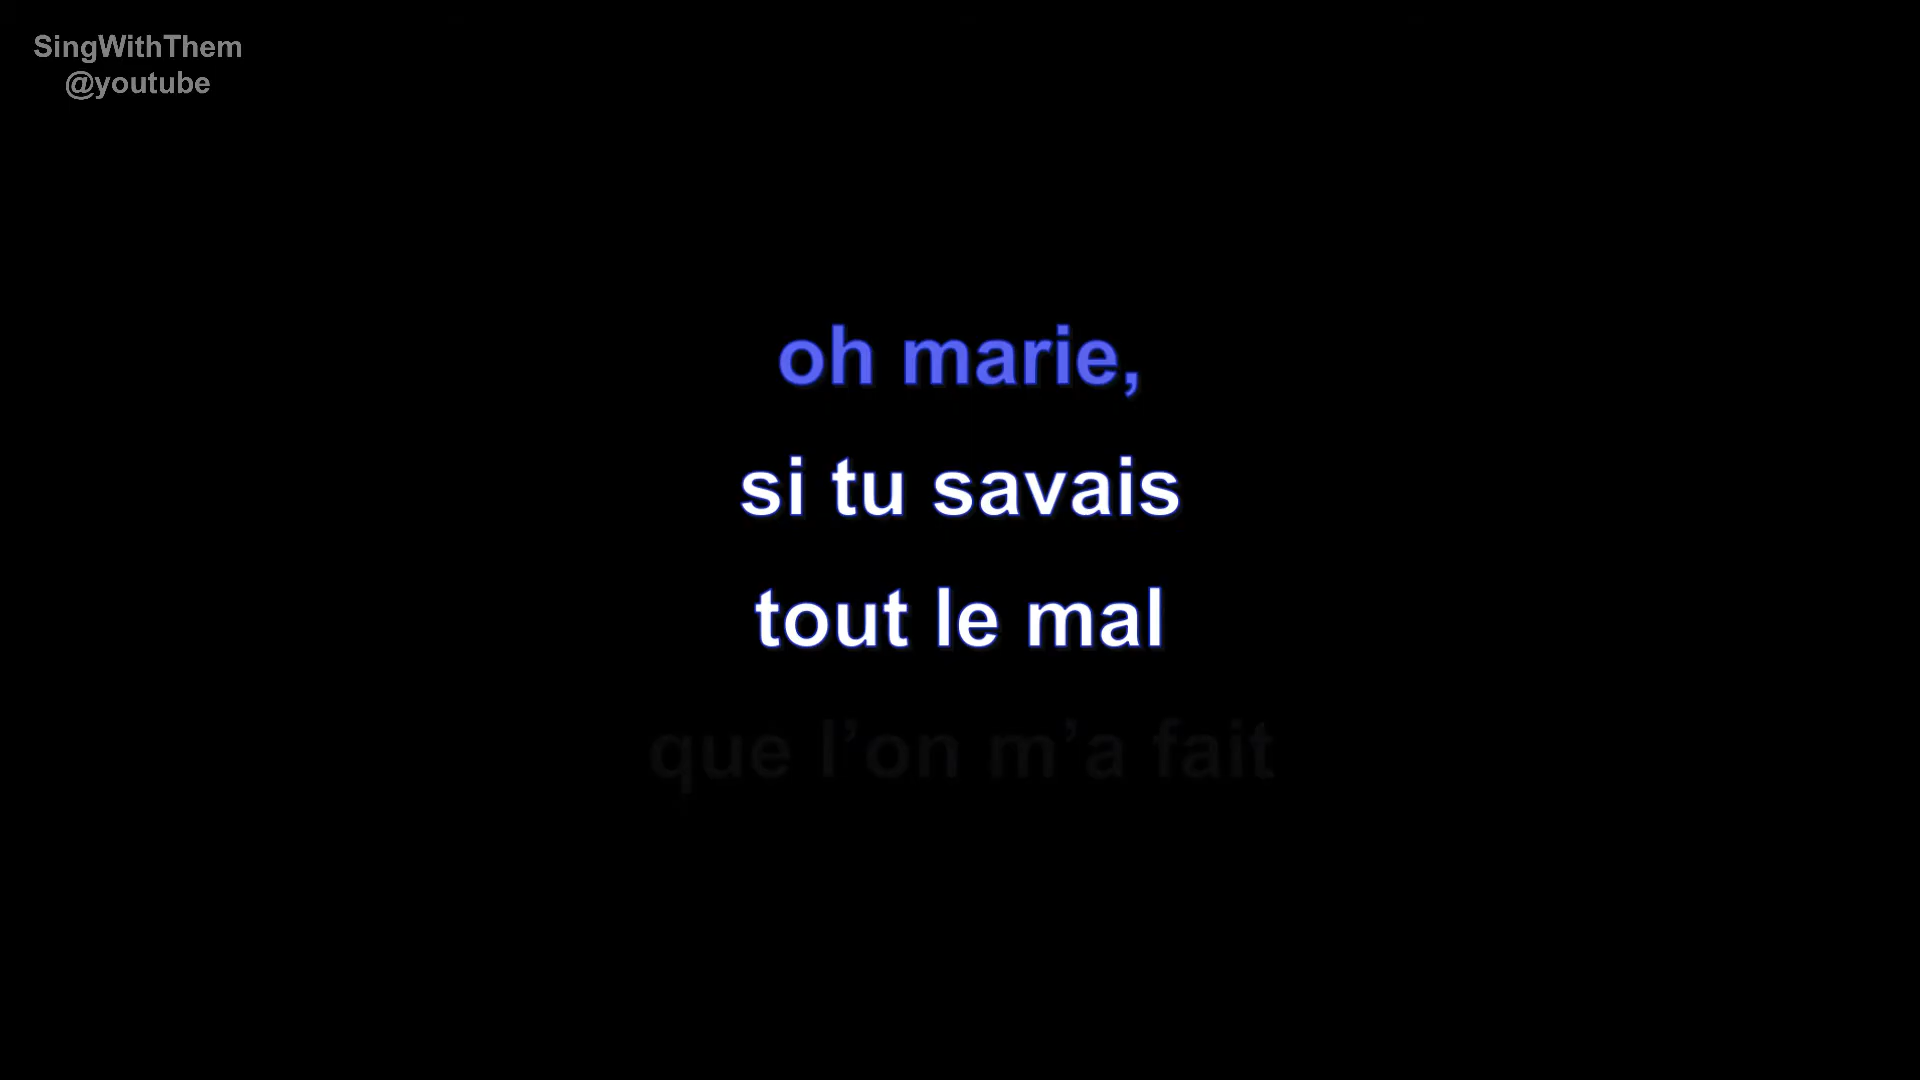 SingWithThem
@youtube
oh marie,
si tu savais
tout le mal
que l’on m’a fait